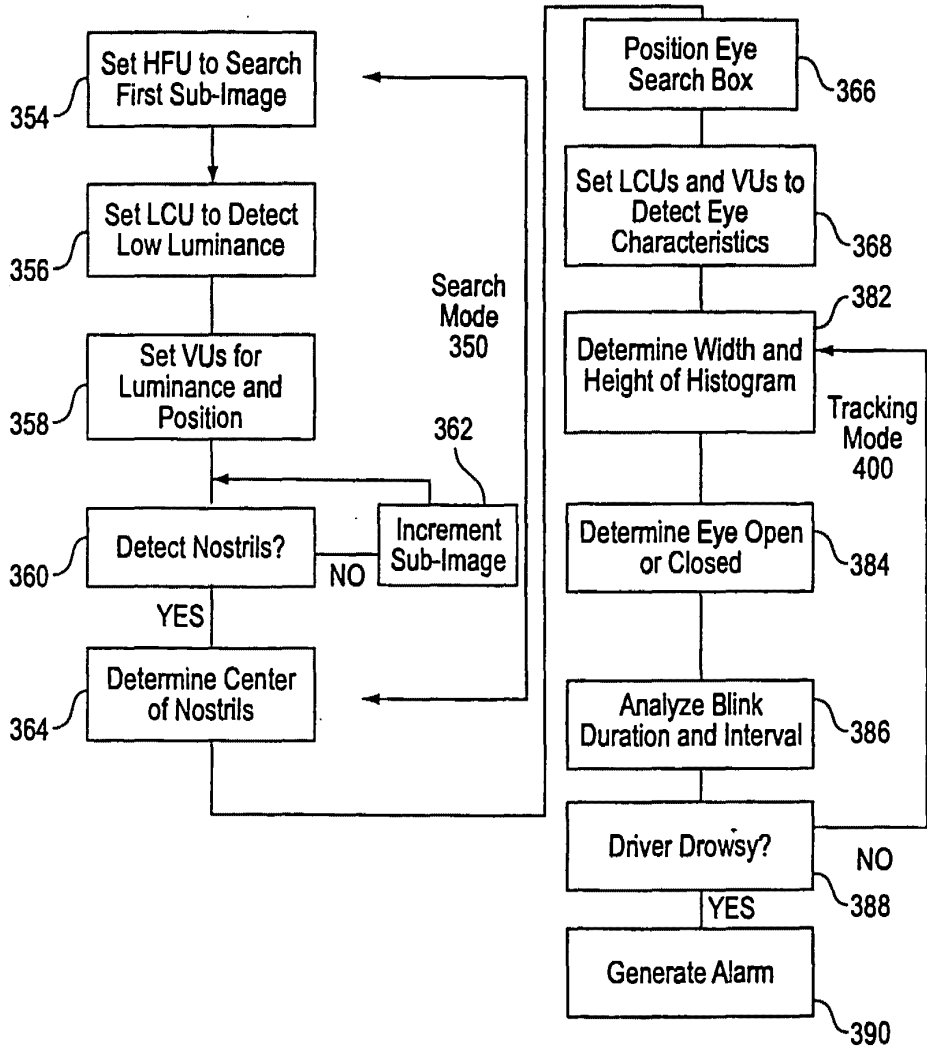 Set HFU to Search
First Sub-Image
354
Set LCU to Detect
Low Luminance
356
Set VUs for
Luminance and
Position
358
Search
Mode
350
362
Increment
Sub-Image
Detect Nostrils?
360
NO
YES
Determine Center
of Nostrils
364
Position Eye
Search Box
366
Set LCUs and VUs to
Detect Eye
Characteristics
368
382
Determine Width and
Height of Histogram
Tracking
Mode
400
Determine Eye Open
or Closed
384
Analyze Blink
Duration and Interval
386
Driver Drowsy?
NO
388
YES
Generate Alarm
390